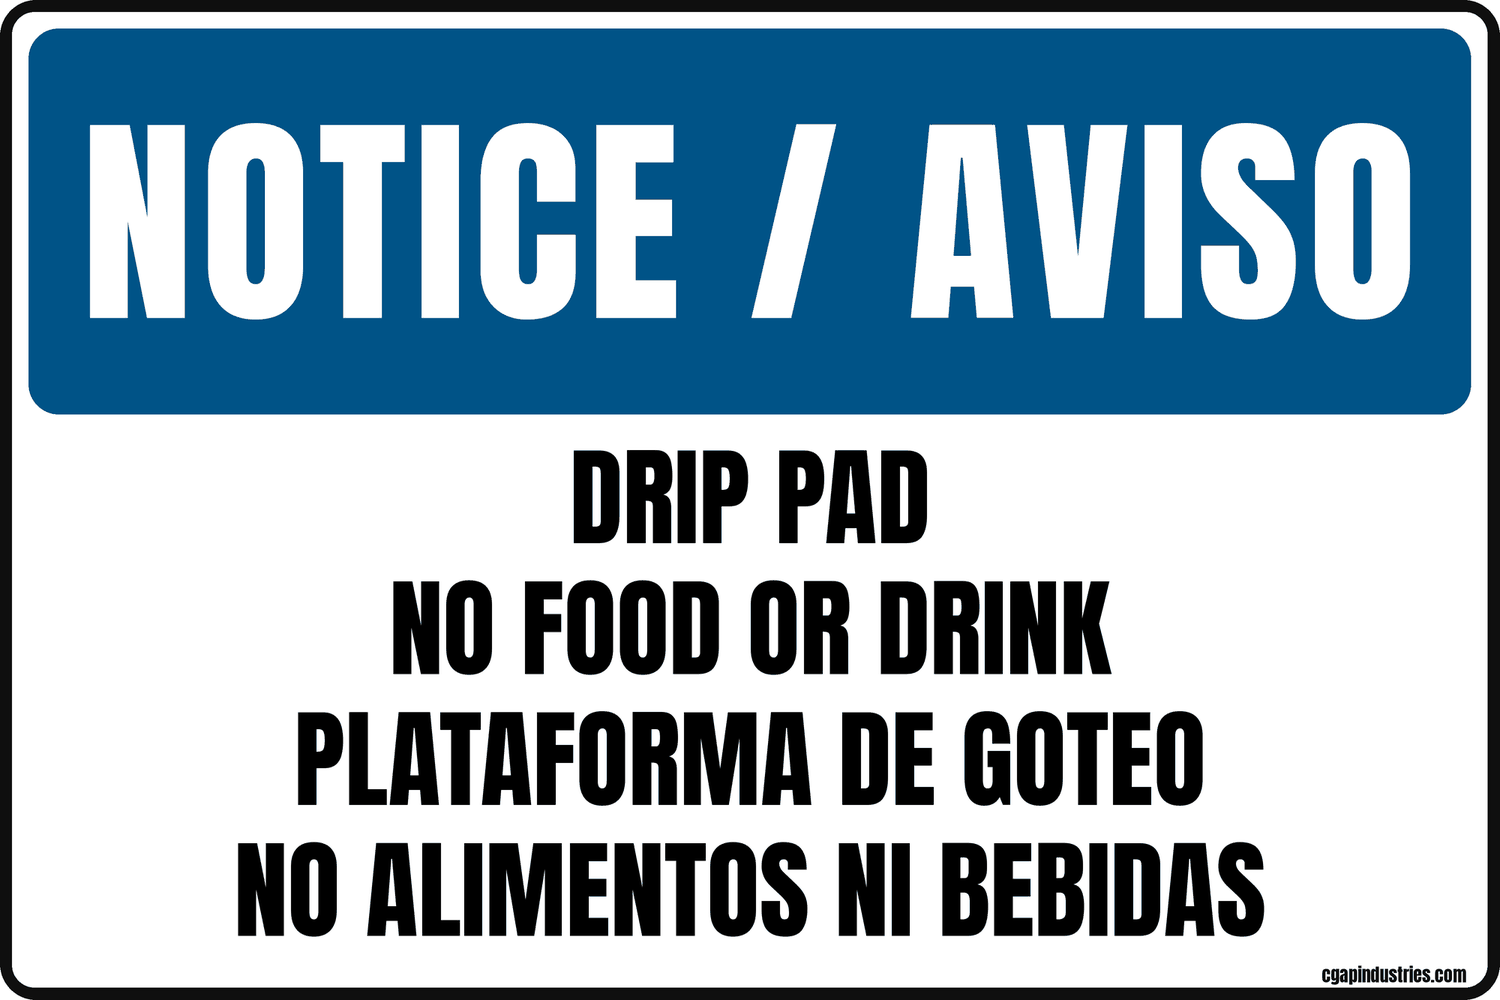 NOTICE / AVISO
DRIP PAD
NO FOOD OR DRINK
PLATAFORMA DE GOTEO
NO ALIMENTOS NI BEBIDAS
cgapindustries.com